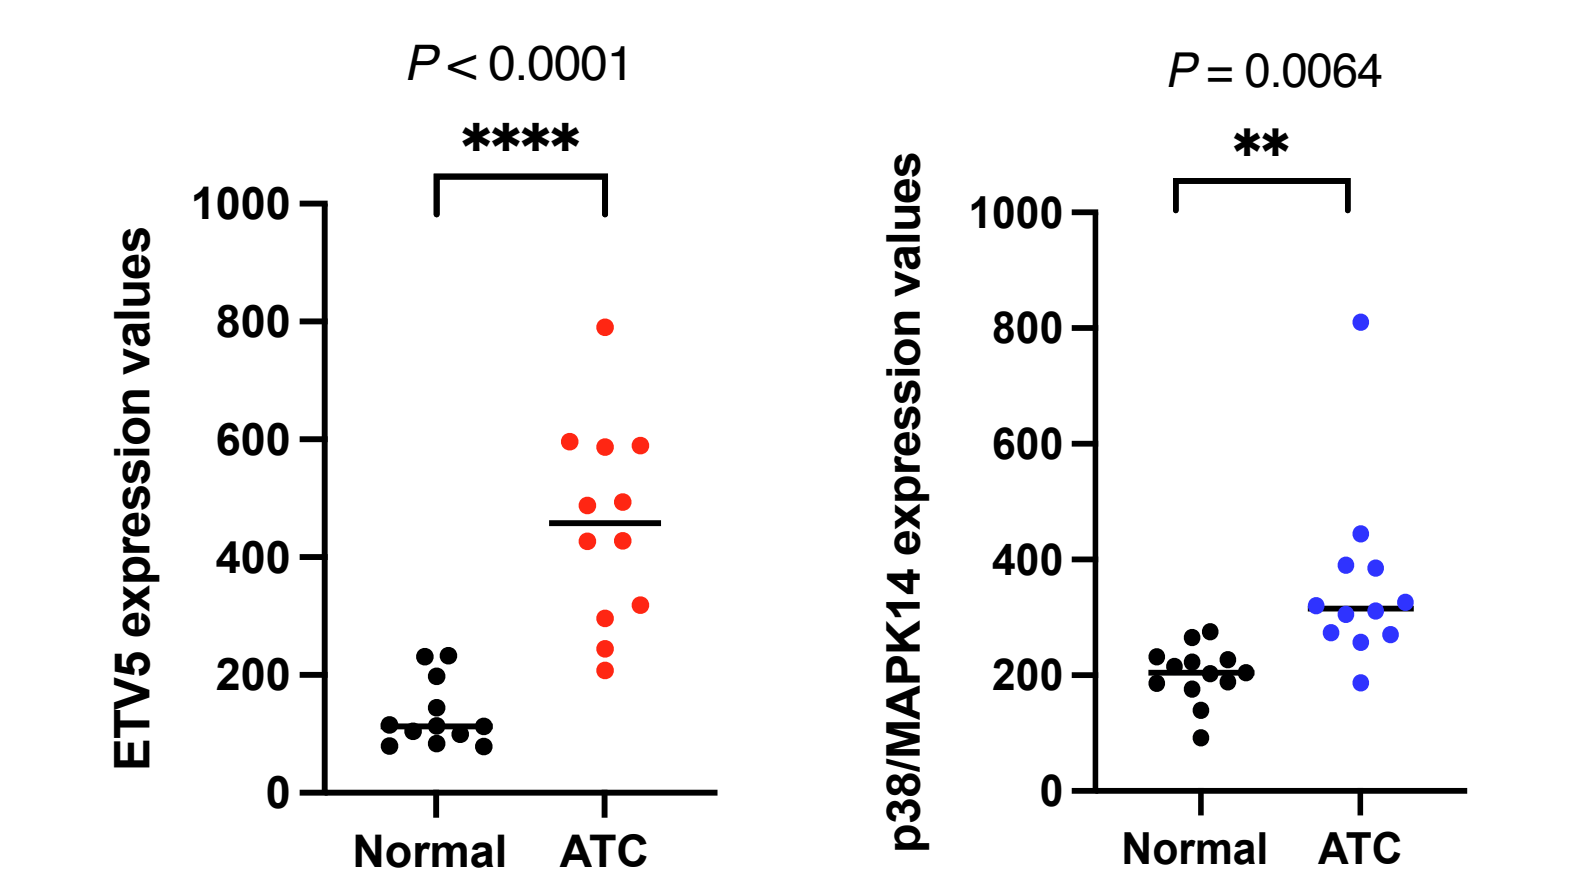 P < 0.0001
****
ETV5 expression values
1000
800
600
400
200
0
Normal
ATC
P = 0.0064
**
p38/MAPK14 expression values
1000
800
600
400
200
0
Normal
ATC